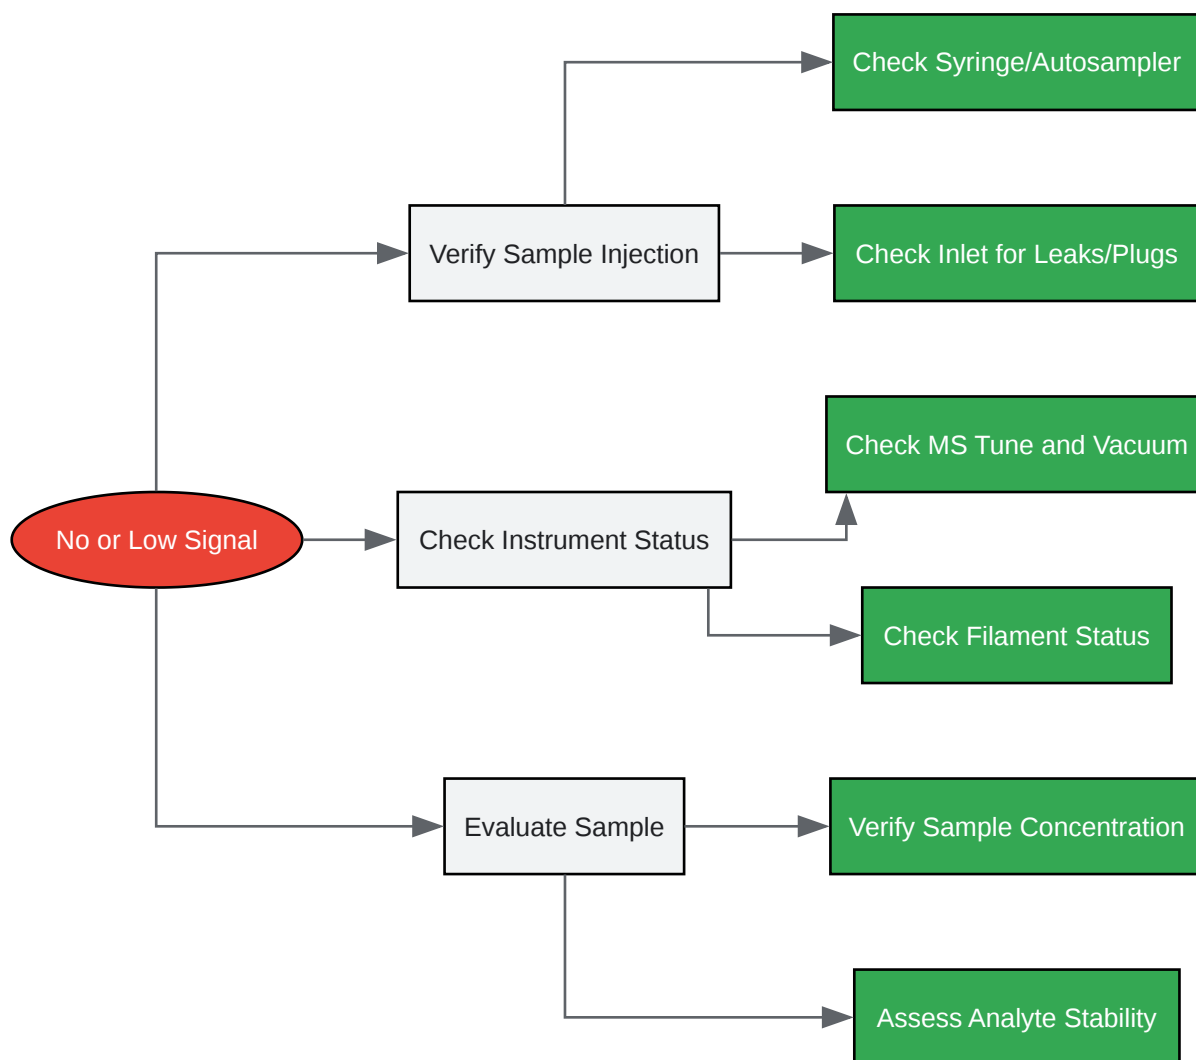 Check Syringe/Autosampler
Verify Sample Injection
Check Inlet for Leaks/Plugs
Check MS Tune and Vacuum
No or Low Signal
Check Instrument Status
Check Filament Status
Evaluate Sample
Verify Sample Concentration
Assess Analyte Stability